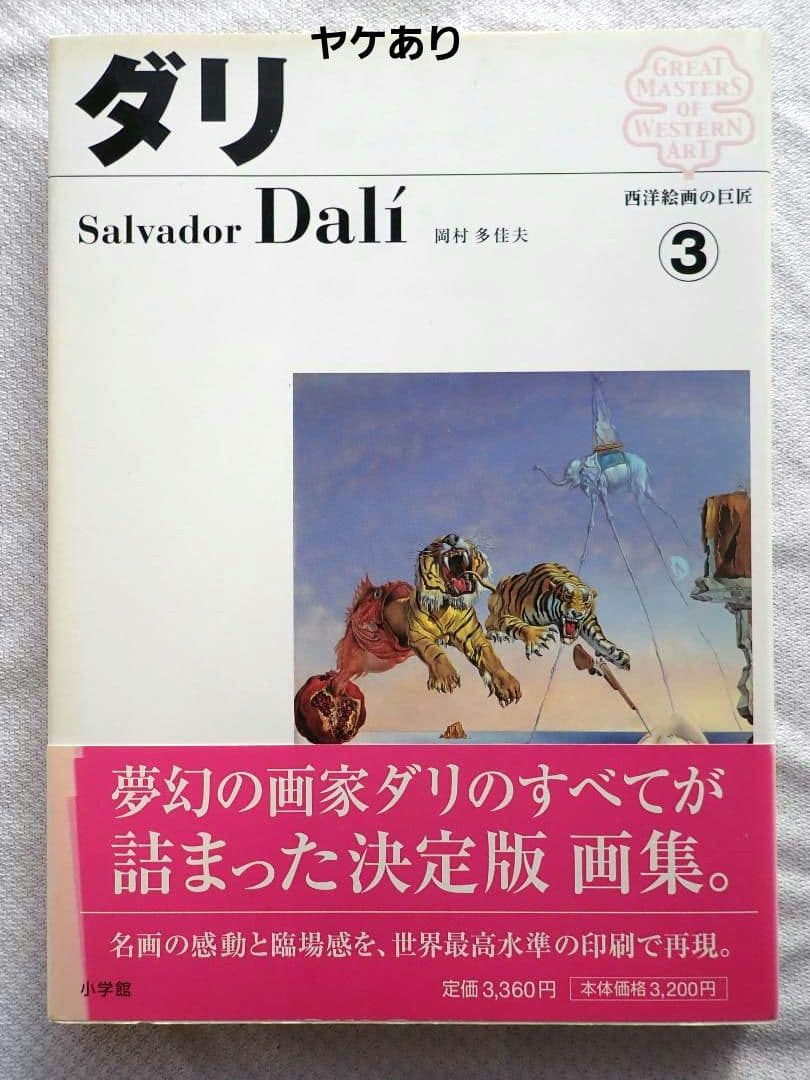 ヤケあり
ダリ
GREAT
MASTERS
OF
WESTERN
ART
Salvador Dalí 岡村 多佳夫
西洋絵画の巨匠
③
夢幻の画家ダリのすべてが
詰まった決定版 画集。
名画の感動と臨場感を、世界最高水準の印刷で再現。
小学館 定価3,360円 本体価格3,200円